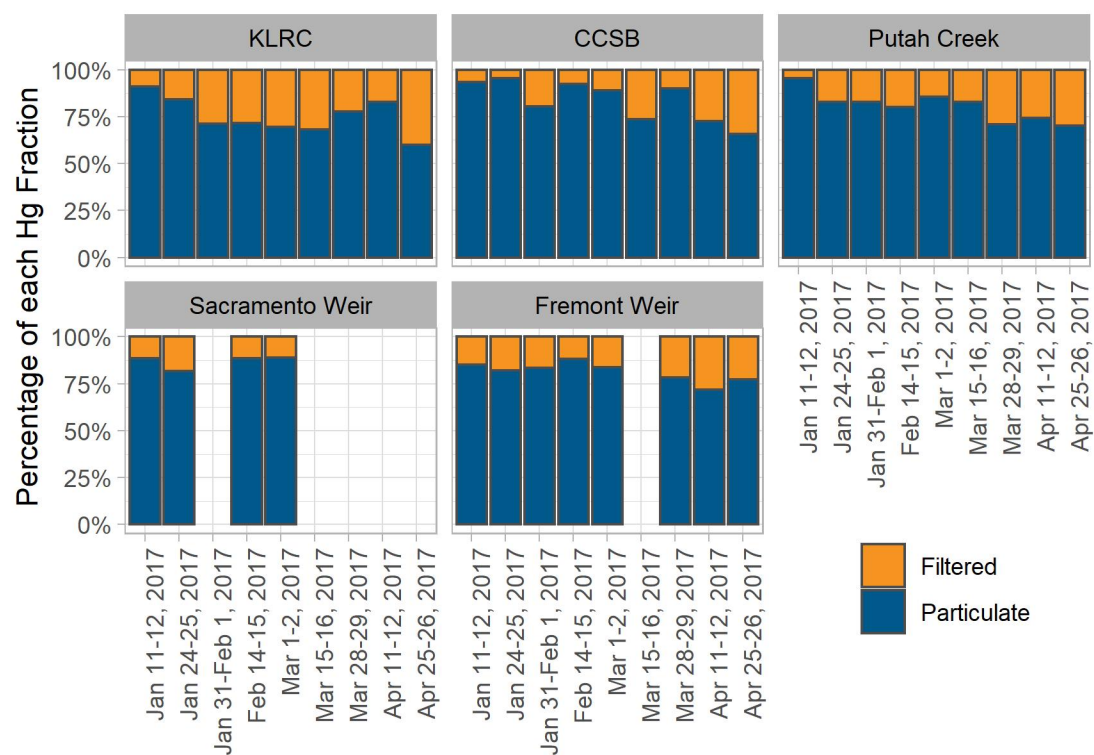 Percentage of each Hg Fraction
KLRC
CCSB
Putah Creek
100%
75%
50%
25%
0%
Sacramento Weir
Fremont Weir
100%
75%
50%
25%
0%
Jan 11-12, 2017
Jan 24-25, 2017
Jan 31-Feb 1, 2017
Feb 14-15, 2017
Mar 1-2, 2017
Mar 15-16, 2017
Mar 28-29, 2017
Apr 11-12, 2017
Apr 25-26, 2017
Jan 11-12, 2017
Jan 24-25, 2017
Jan 31-Feb 1, 2017
Feb 14-15, 2017
Mar 1-2, 2017
Mar 15-16, 2017
Mar 28-29, 2017
Apr 11-12, 2017
Apr 25-26, 2017
Jan 11-12, 2017
Jan 24-25, 2017
Jan 31-Feb 1, 2017
Feb 14-15, 2017
Mar 1-2, 2017
Mar 15-16, 2017
Mar 28-29, 2017
Apr 11-12, 2017
Apr 25-26, 2017
Filtered
Particulate